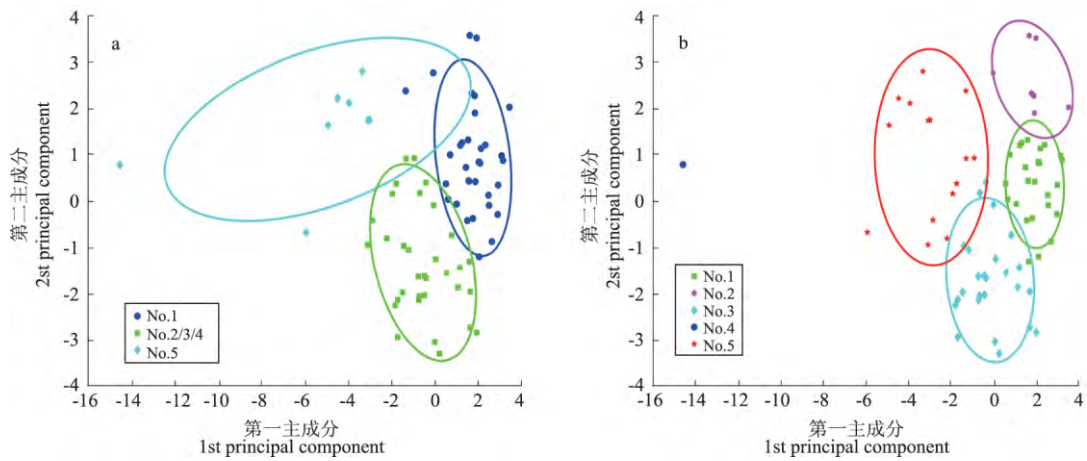 a
4
3
2
1
0
-1
-2
-3
-4
第二主成分
2st principal component
No.1
No.2/3/4
No.5
-16 -14 -12 -10 -8 -6 -4 -2 0 2 4
第一主成分
1st principal component
b
4
3
2
1
0
-1
-2
-3
-4
第二主成分
2st principal component
No.1
No.2
No.3
No.4
No.5
-16 -14 -12 -10 -8 -6 -4 -2 0 2 4
第一主成分
1st principal component